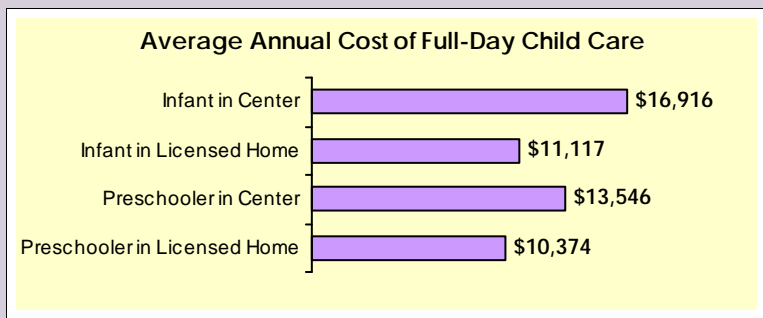 Average Annual Cost of Full-Day Child Care
Infant in Center $16,916
Infant in Licensed Home $11,117
Preschooler in Center $13,546
Preschooler in Licensed Home $10,374